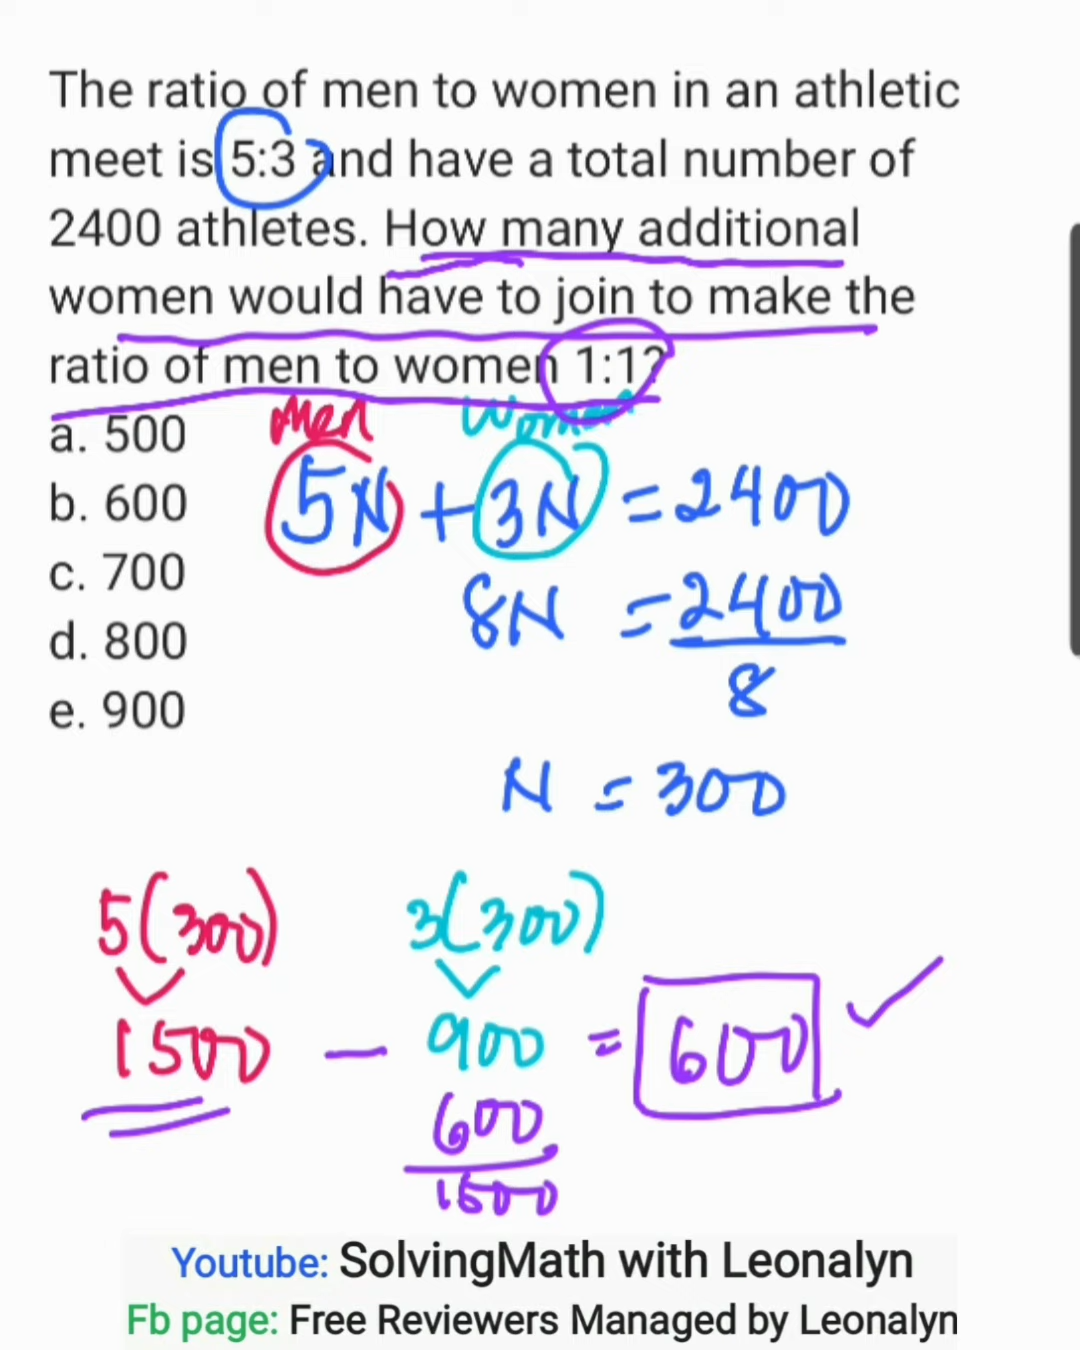 The ratio of men to women in an athletic
meet is 5:3 and have a total number of
2400 athletes. How many additional
women would have to join to make the
ratio of men to women 1:1?
a. 500
Men Women
b. 600
5N + 3N = 2400
c. 700
8N = 2400
d. 800
8
e. 900
N = 300
5(300) 3(300)
1500 - 900 = 600
600
1500
Youtube: SolvingMath with Leonalyn
Fb page: Free Reviewers Managed by Leonalyn